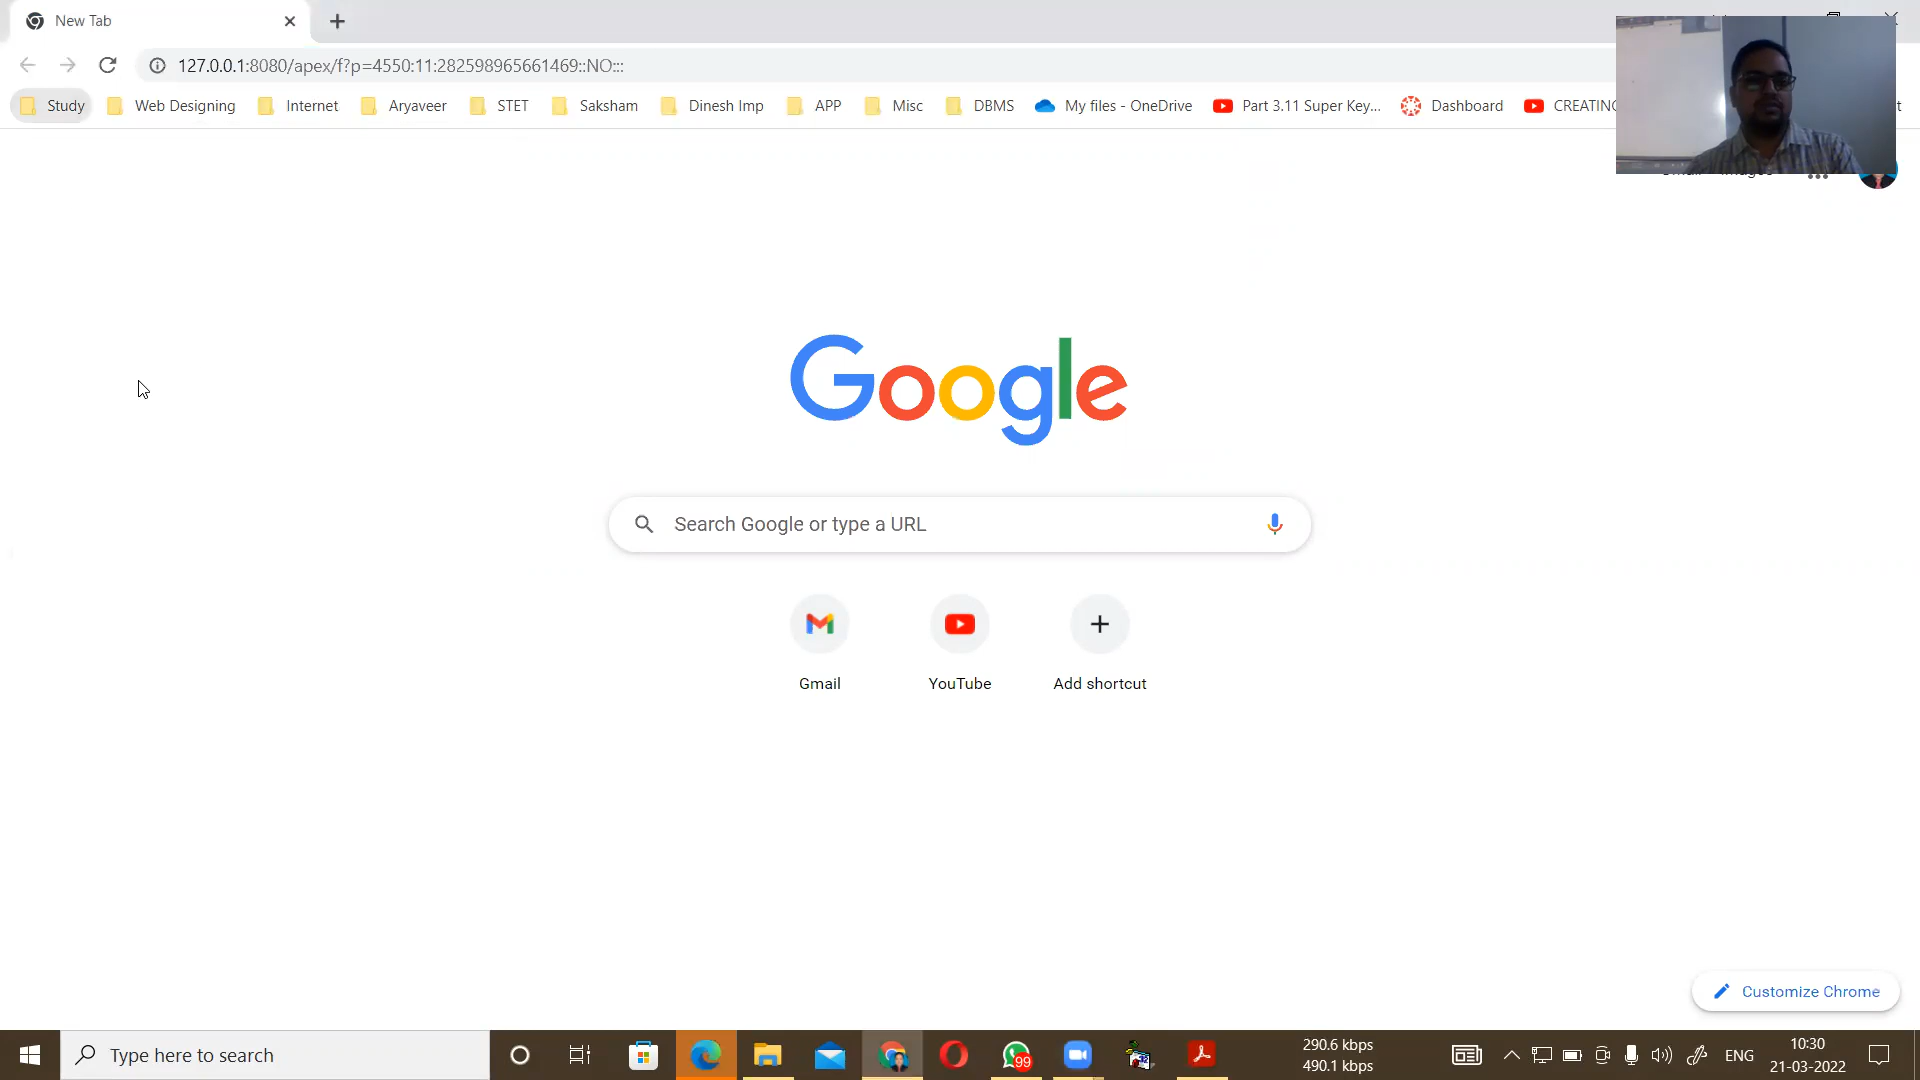 New Tab
127.0.0.1:8080/apex/f?p=4550:11:282598965661469::NO:::
Study Web Designing Internet Aryaveer STET Saksham Dinesh Imp APP Misc DBMS My files - OneDrive Part 3.11 Super Key... Dashboard CREATING
Google
Search Google or type a URL
Gmail YouTube Add shortcut
Customize Chrome
Type here to search
99
290.6 kbps
490.1 kbps
ENG
10:30
21-03-2022